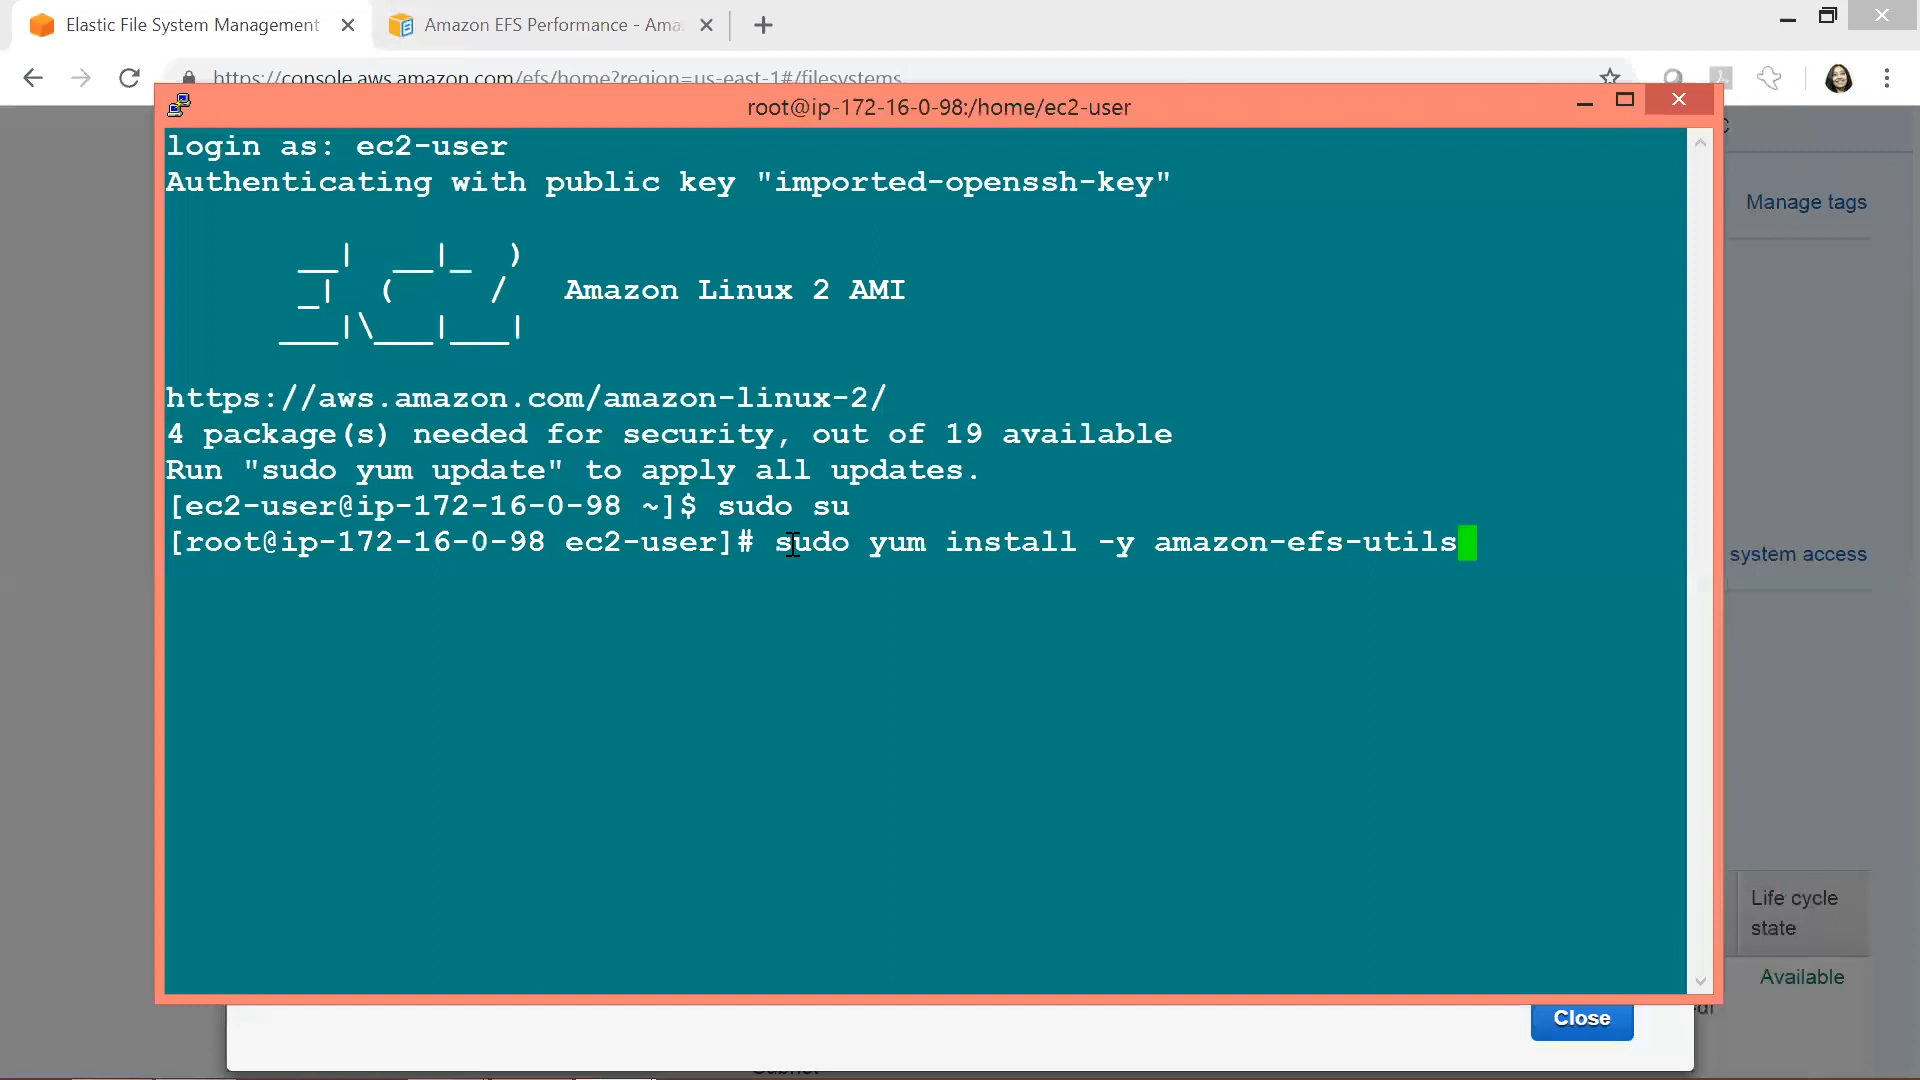 Elastic File System Management
Amazon EFS Performance - Ama
https://console.aws.amazon.com/efs/home?region=us-east-1#/filesystems
root@ip-172-16-0-98:/home/ec2-user
login as: ec2-user
Authenticating with public key "imported-openssh-key"
__|  __|_  )
_|  (     /   Amazon Linux 2 AMI
___|\___|___|
https://aws.amazon.com/amazon-linux-2/
4 package(s) needed for security, out of 19 available
Run "sudo yum update" to apply all updates.
[ec2-user@ip-172-16-0-98 ~]$ sudo su
[root@ip-172-16-0-98 ec2-user]# sudo yum install -y amazon-efs-utils
Manage tags
system access
Life cycle
state
Available
Close